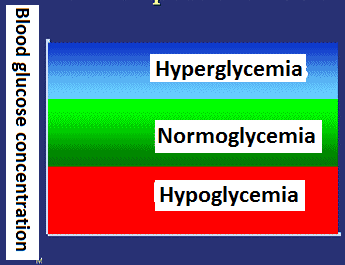 Blood glucose concentration
Hyperglycemia
Normoglycemia
Hypoglycemia